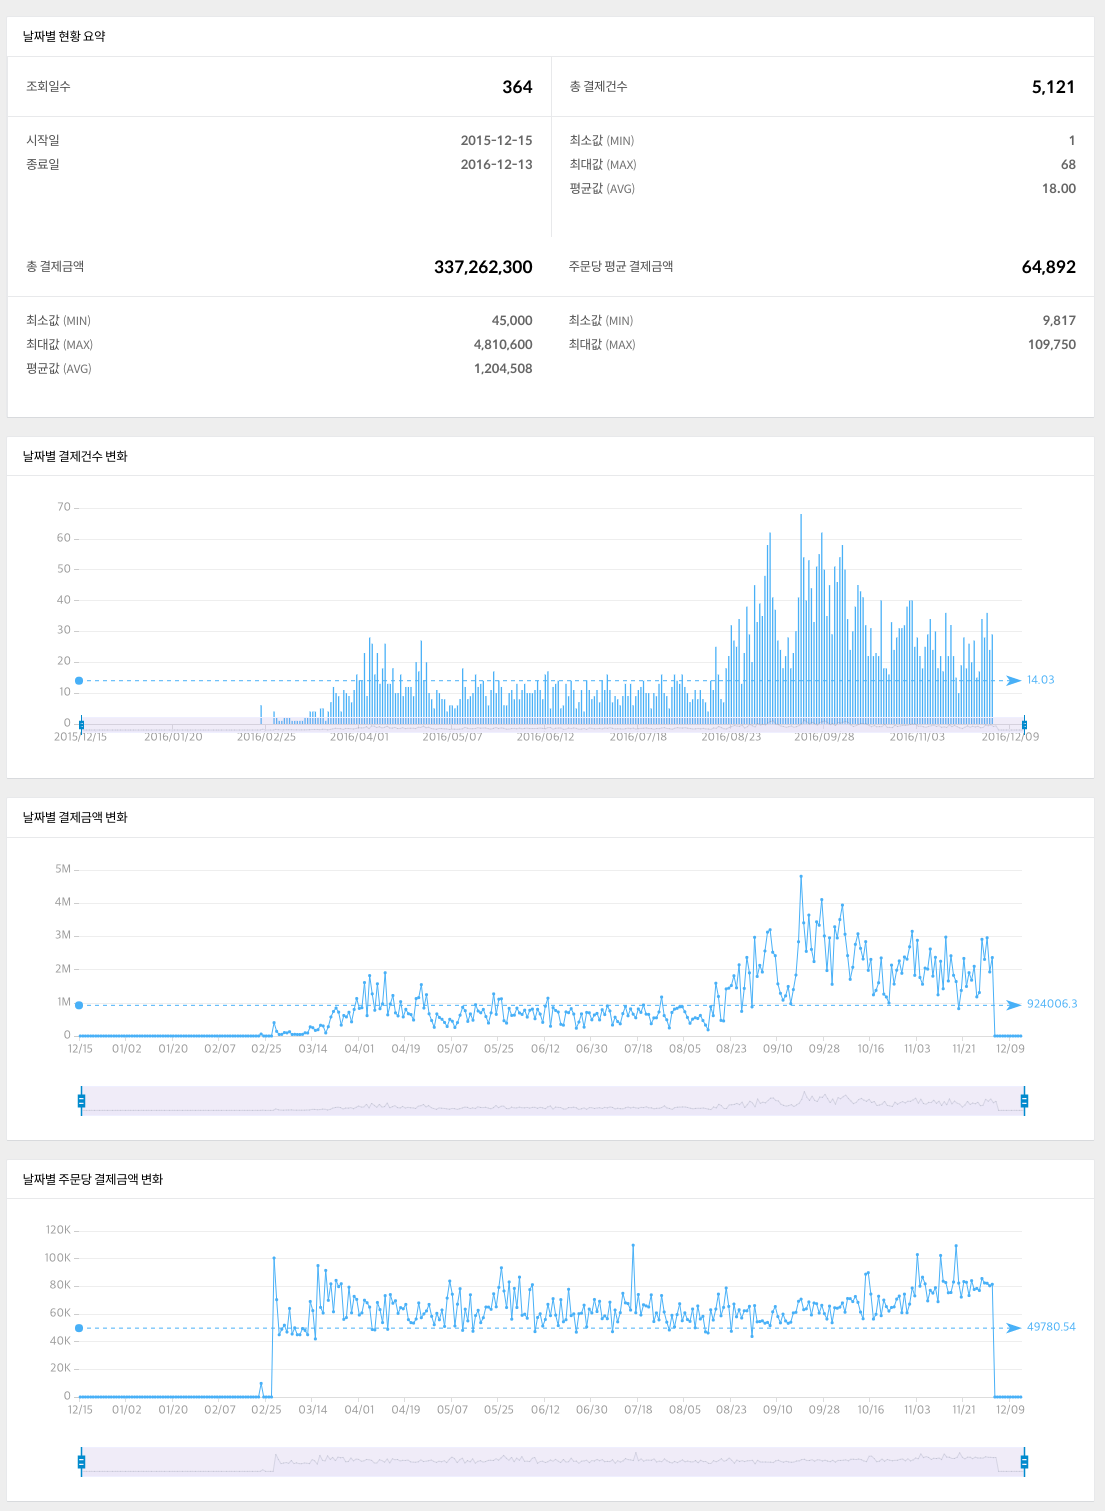 날짜별 현황 요약
조회일수 364
총 결제건수 5,121
시작일 2015-12-15
종료일 2016-12-13
최소값 (MIN) 1
최대값 (MAX) 68
평균값 (AVG) 18.00
총 결제금액 337,262,300
주문당 평균 결제금액 64,892
최소값 (MIN) 45,000
최대값 (MAX) 4,810,600
평균값 (AVG) 1,204,508
최소값 (MIN) 9,817
최대값 (MAX) 109,750
날짜별 결제건수 변화
70
60
50
40
30
20
10
0
14.03
2015/12/15 2016/01/20 2016/02/25 2016/04/01 2016/05/07 2016/06/12 2016/07/18 2016/08/23 2016/09/28 2016/11/03 2016/12/09
날짜별 결제금액 변화
5M
4M
3M
2M
1M
0
924006.3
12/15 01/02 01/20 02/07 02/25 03/14 04/01 04/19 05/07 05/25 06/12 06/30 07/18 08/05 08/23 09/10 09/28 10/16 11/03 11/21 12/09
날짜별 주문당 결제금액 변화
120K
100K
80K
60K
40K
20K
0
49780.54
12/15 01/02 01/20 02/07 02/25 03/14 04/01 04/19 05/07 05/25 06/12 06/30 07/18 08/05 08/23 09/10 09/28 10/16 11/03 11/21 12/09